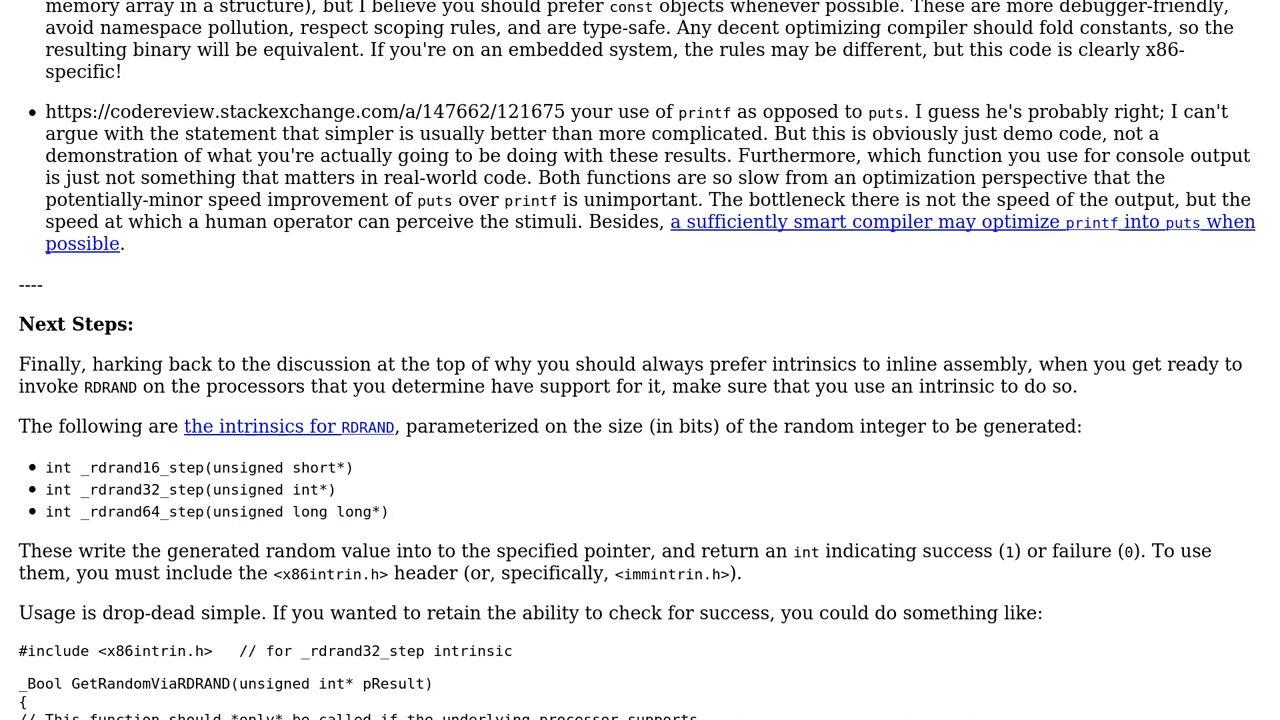 memory array in a structure), but I believe you should prefer const objects whenever possible. These are more debugger-friendly,
avoid namespace pollution, respect scoping rules, and are type-safe. Any decent optimizing compiler should fold constants, so the
resulting binary will be equivalent. If you're on an embedded system, the rules may be different, but this code is clearly x86-
specific!
• https://codereview.stackexchange.com/a/147662/121675 your use of printf as opposed to puts. I guess he's probably right; I can't
argue with the statement that simpler is usually better than more complicated. But this is obviously just demo code, not a
demonstration of what you're actually going to be doing with these results. Furthermore, which function you use for console output
is just not something that matters in real-world code. Both functions are so slow from an optimization perspective that the
potentially-minor speed improvement of puts over printf is unimportant. The bottleneck there is not the speed of the output, but the
speed at which a human operator can perceive the stimuli. Besides, a sufficiently smart compiler may optimize printf into puts when
possible.
----
Next Steps:
Finally, harking back to the discussion at the top of why you should always prefer intrinsics to inline assembly, when you get ready to
invoke RDRAND on the processors that you determine have support for it, make sure that you use an intrinsic to do so.
The following are the intrinsics for RDRAND, parameterized on the size (in bits) of the random integer to be generated:
• int _rdrand16_step(unsigned short*)
• int _rdrand32_step(unsigned int*)
• int _rdrand64_step(unsigned long long*)
These write the generated random value into to the specified pointer, and return an int indicating success (1) or failure (0). To use
them, you must include the <x86intrin.h> header (or, specifically, <immintrin.h>).
Usage is drop-dead simple. If you wanted to retain the ability to check for success, you could do something like:
#include <x86intrin.h>   // for _rdrand32_step intrinsic
_Bool GetRandomViaRDRAND(unsigned int* pResult)
{
// This function should *only* be called if the underlying processor supports